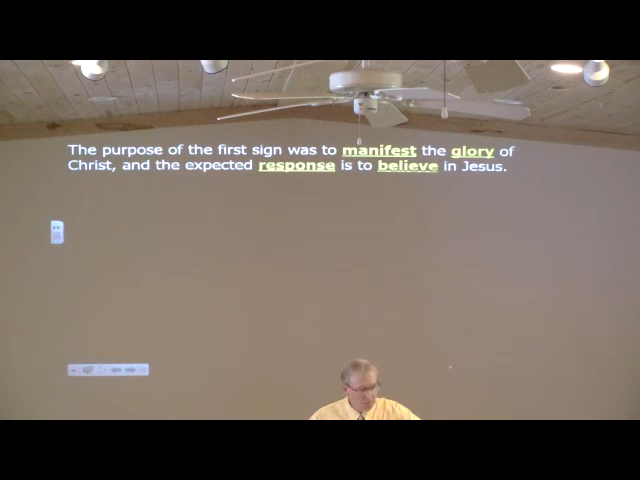 The purpose of the first sign was to manifest the glory of
Christ, and the expected response is to believe in Jesus.